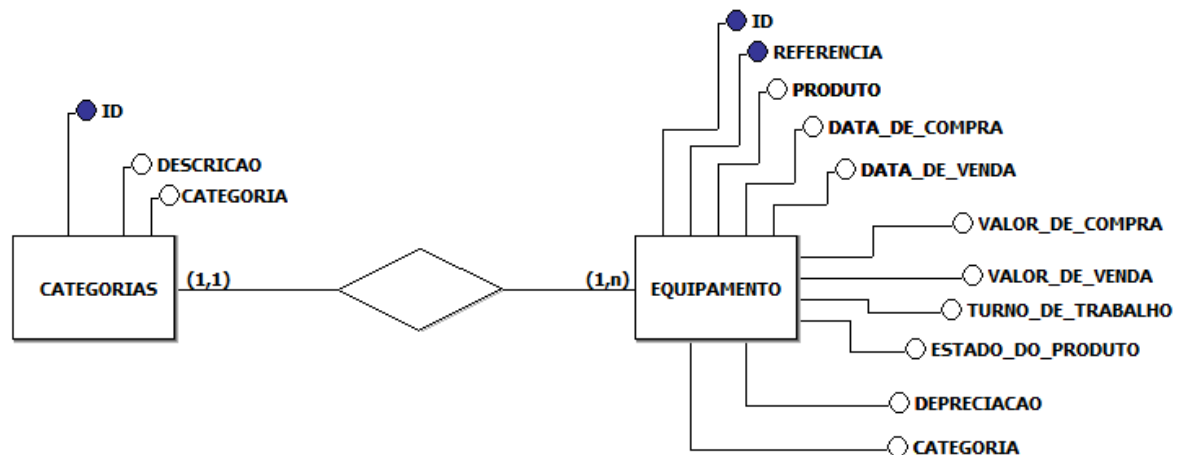 ID
DESCRICAO
CATEGORIA
CATEGORIAS
(1,1)
(1,n)
EQUIPAMENTO
ID
REFERENCIA
PRODUTO
DATA_DE_COMPRA
DATA_DE_VENDA
VALOR_DE_COMPRA
VALOR_DE_VENDA
TURNO_DE_TRABALHO
ESTADO_DO_PRODUTO
DEPRECIACAO
CATEGORIA